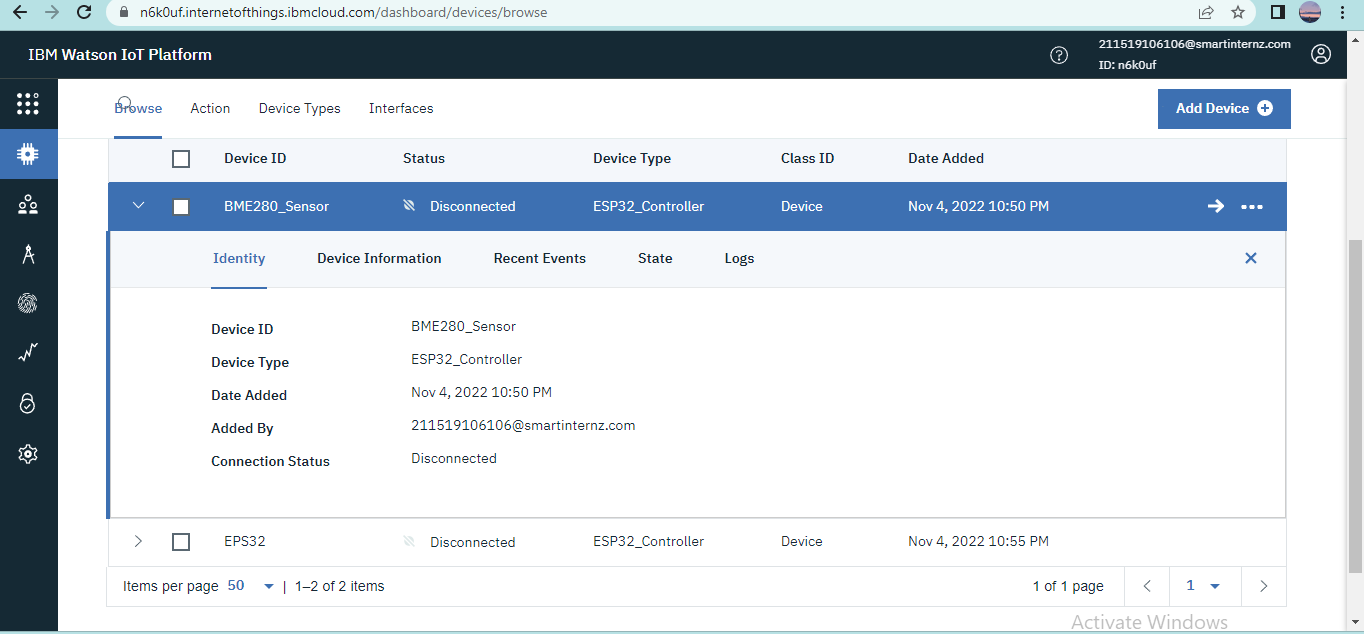 n6k0uf.internetofthings.ibmcloud.com/dashboard/devices/browse
IBM Watson IoT Platform
211519106106@smartinternz.com
ID: n6k0uf
Browse Action Device Types Interfaces
Add Device
Device ID Status Device Type Class ID Date Added
BME280_Sensor Disconnected ESP32_Controller Device Nov 4, 2022 10:50 PM
Identity Device Information Recent Events State Logs
Device ID BME280_Sensor
Device Type ESP32_Controller
Date Added Nov 4, 2022 10:50 PM
Added By 211519106106@smartinternz.com
Connection Status Disconnected
EPS32 Disconnected ESP32_Controller Device Nov 4, 2022 10:55 PM
Items per page 50 | 1–2 of 2 items 1 of 1 page 1
Activate Windows